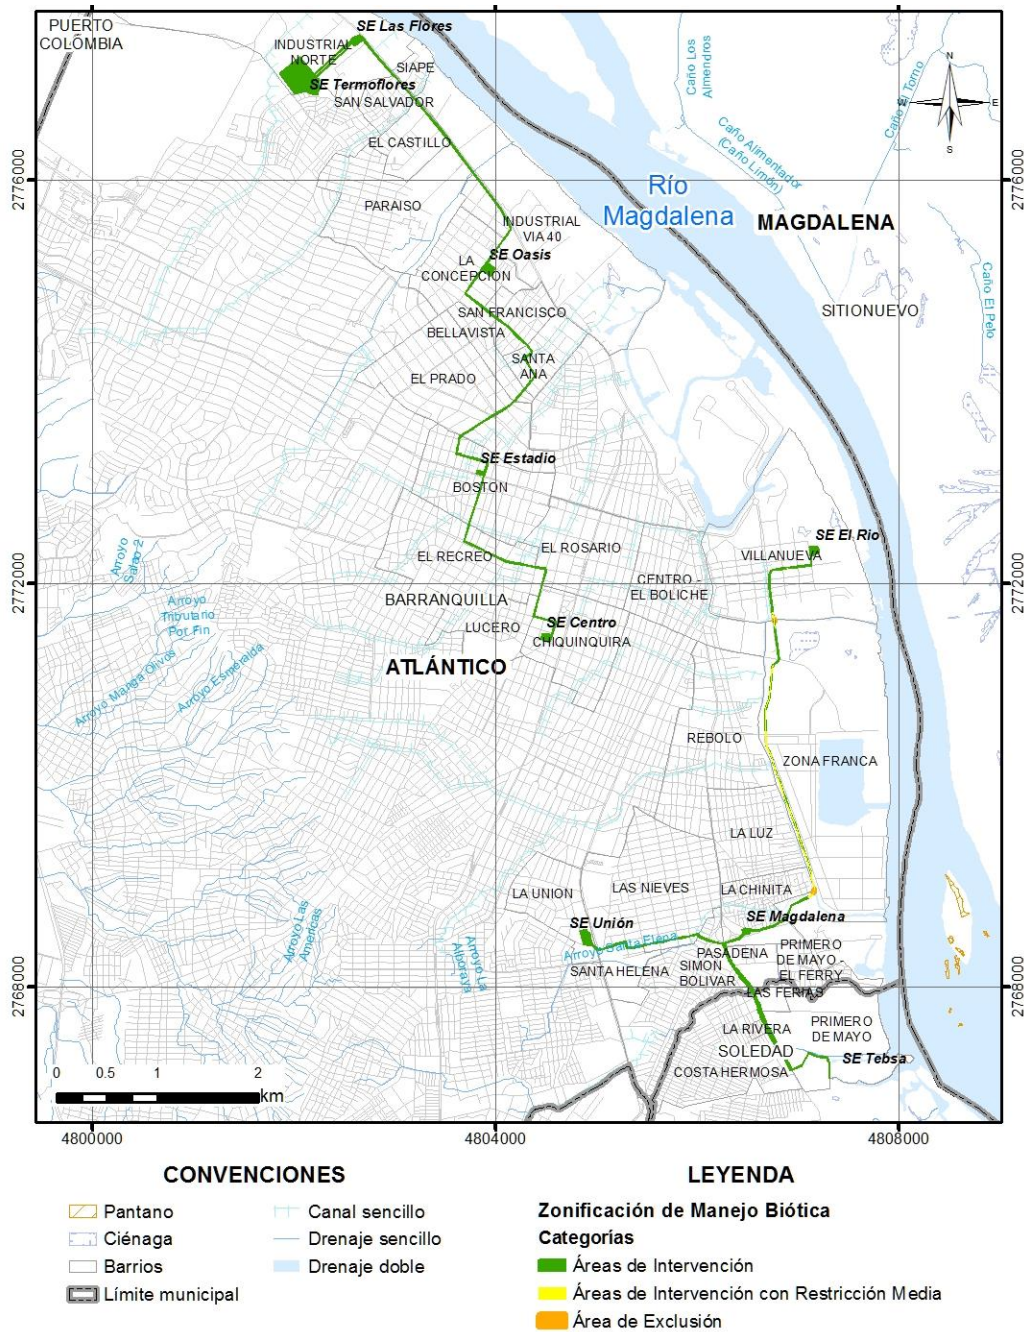 PUERTO
COLOMBIA
SE Las Flores
INDUSTRIAL
NORTE
SIAPE
SE Termoflores
SAN SALVADOR
EL CASTILLO
PARAISO
INDUSTRIAL
VIA 40
SE Oasis
LA
CONCEPCION
SAN FRANCISCO
BELLAVISTA
SANTA
ANA
EL PRADO
SE Estadio
BOSTON
EL RECREO
EL ROSARIO
BARRANQUILLA
LUCERO
SE Centro
CHIQUINQUIRA
ATLÁNTICO
CENTRO -
EL BOLICHE
VILLANUEVA
SE El Rio
REBOLO
ZONA FRANCA
LA LUZ
LA UNION
LAS NIEVES
LA CHINITA
SE Unión
SE Magdalena
Arroyo Santa Elena
PASADENA
PRIMERO
DE MAYO -
EL FERRY
SANTA HELENA
SIMON
BOLIVAR
LAS FERIAS
LA RIVERA
PRIMERO
DE MAYO
SOLEDAD
COSTA HERMOSA
SE Tebsa
Río
Magdalena
MAGDALENA
SITIONUEVO
Caño Los
Almendros
Caño Alimentador
(Caño Limón)
Caño El Torno
Caño El Pelo
N
W
E
S
Arroyo
Salao 2
Arroyo
Tributario
Por Fin
Arroyo Manga Olivos
Arroyo Esmeralda
Arroyo Las
Americas
Arroyo La
Alboraya
2776000
2776000
2772000
2772000
2768000
2768000
0 0.5 1 2
km
4800000
4804000
4808000
CONVENCIONES
Pantano
Ciénaga
Barrios
Límite municipal
Canal sencillo
Drenaje sencillo
Drenaje doble
LEYENDA
Zonificación de Manejo Biótica
Categorías
Áreas de Intervención
Áreas de Intervención con Restricción Media
Área de Exclusión